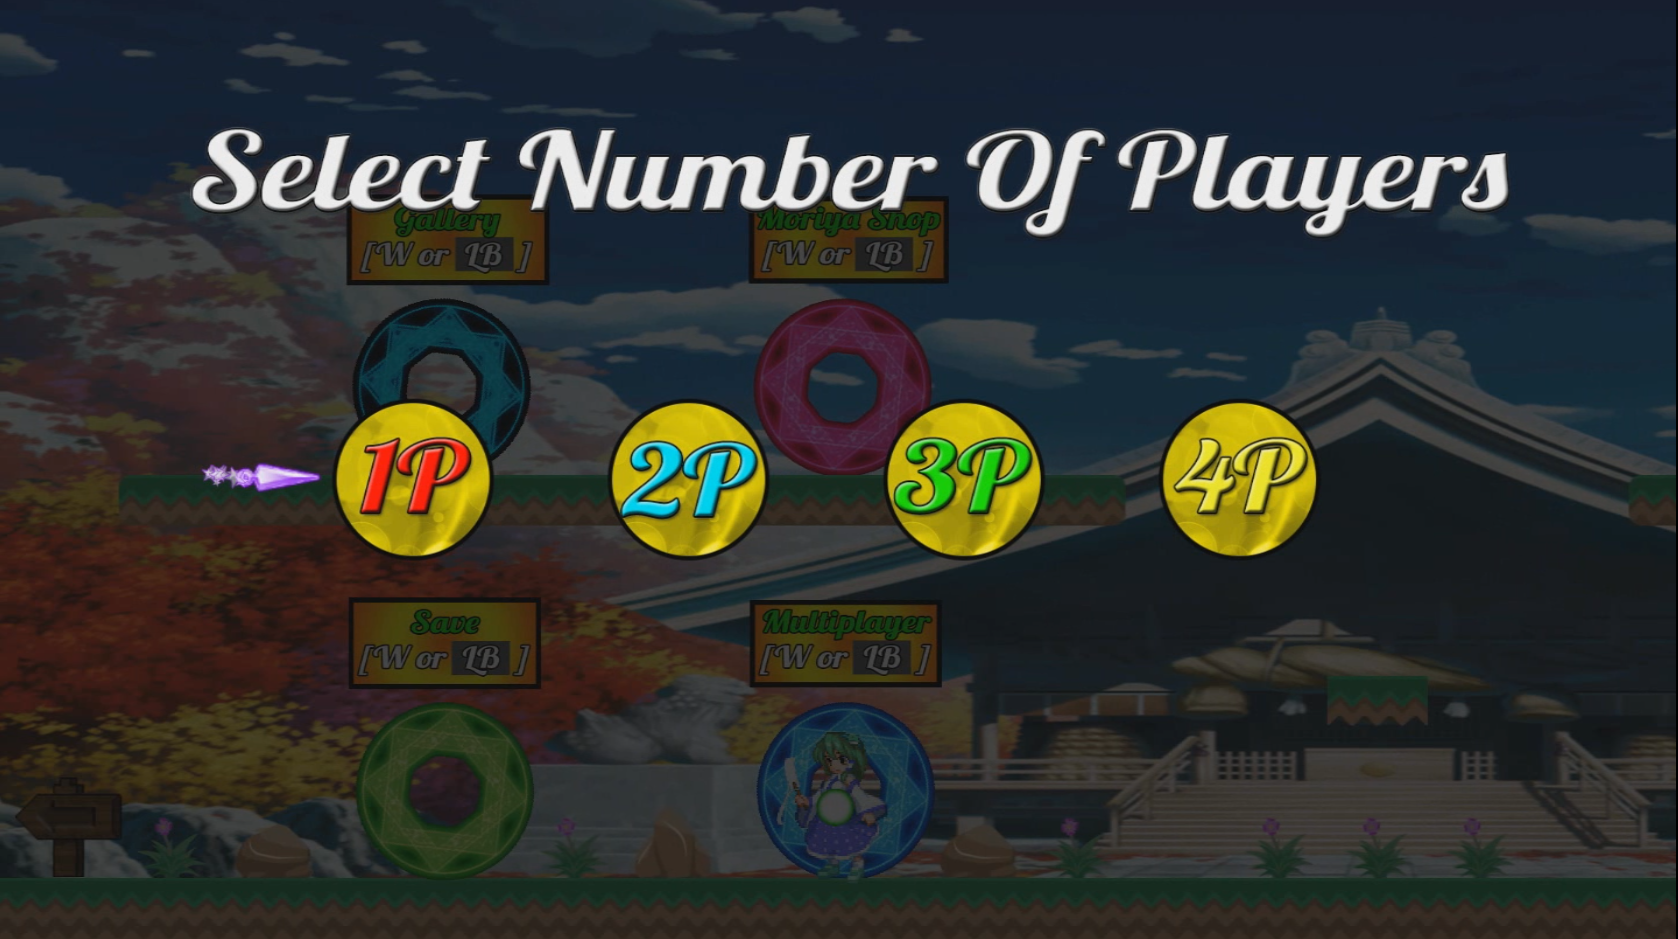 Select Number Of Players
Gallery
[W or LB ]
Moriya Shop
[W or LB ]
1P
2P
3P
4P
Save
[W or LB ]
Multiplayer
[W or LB ]